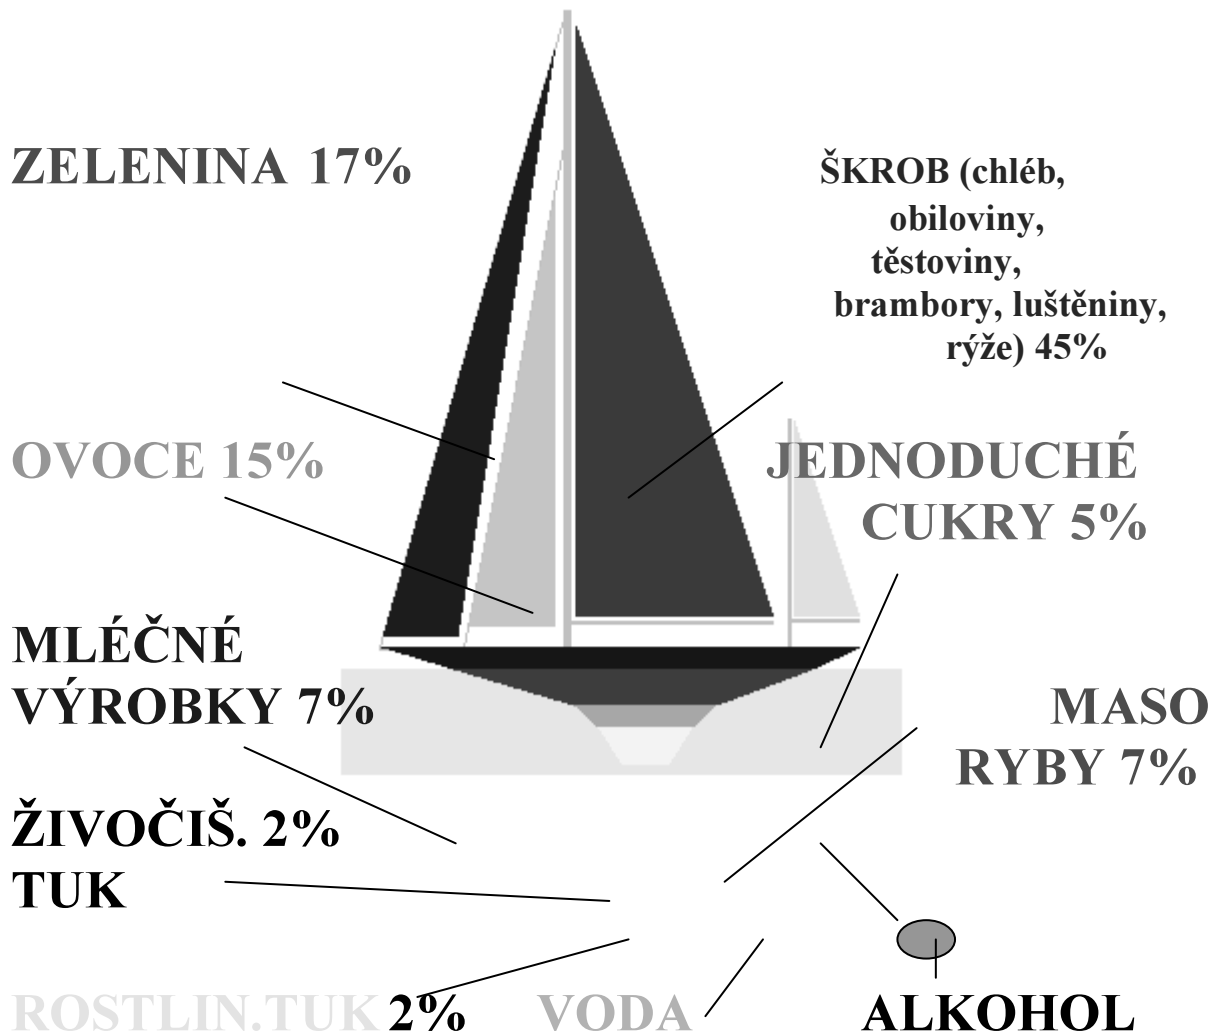 ZELENINA 17%
ŠKROB (chléb,
obiloviny,
těstoviny,
brambory, luštěniny,
rýže) 45%
OVOCE 15%
JEDNODUCHÉ
CUKRY 5%
MLÉČNÉ
VÝROBKY 7%
MASO
RYBY 7%
ŽIVOČIŠ. 2%
TUK
ROSTLIN.TUK 2%
VODA
ALKOHOL